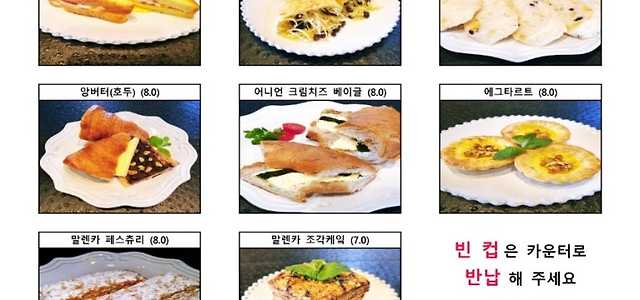 앙버터(호두) (8.0)
어니언 크림치즈 베이글 (8.0)
에그타르트 (8.0)
말렌카 페스츄리 (8.0)
말렌카 조각케잌 (7.0)
빈 컵 은 카운터로
반납 해 주세요